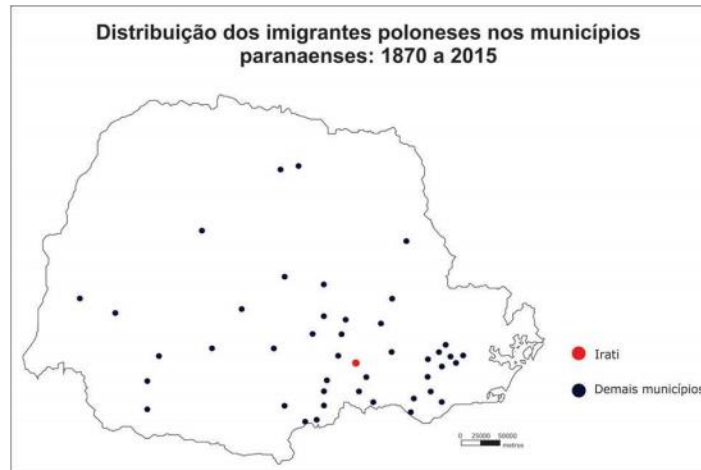 Distribuição dos imigrantes poloneses nos municípios
paranaenses: 1870 a 2015
Irati
Demais municípios
0 25000 50000
metros